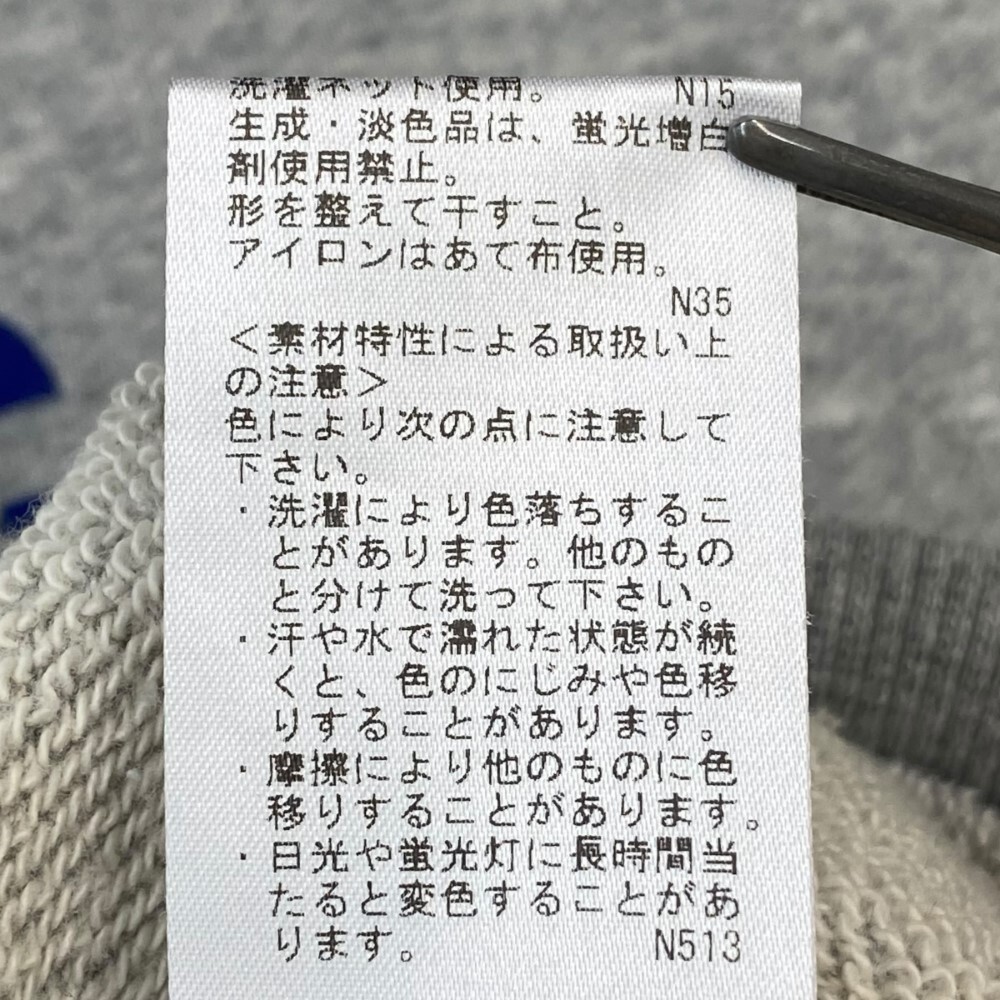 洗濯ネット使用。 N15
生成・淡色品は、蛍光増白
剤使用禁止。
形を整えて干すこと。
アイロンはあて布使用。
N35
＜素材特性による取扱い上
の注意＞
色により次の点に注意して
下さい。
・洗濯により色落ちするこ
とがあります。他のもの
と分けて洗って下さい。
・汗や水で濡れた状態が続
くと、色のにじみや色移
りすることがあります。
・摩擦により他のものに色
移りすることがあります。
・日光や蛍光灯に長時間当
たると変色することがあ
ります。 N513